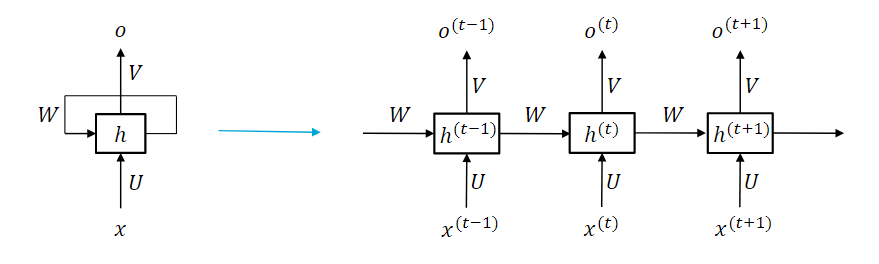 o o^(t−1) o^(t) o^(t+1)
V V V V
W W W W
h h^(t−1) h^(t) h^(t+1)
U U U U
x x^(t−1) x^(t) x^(t+1)